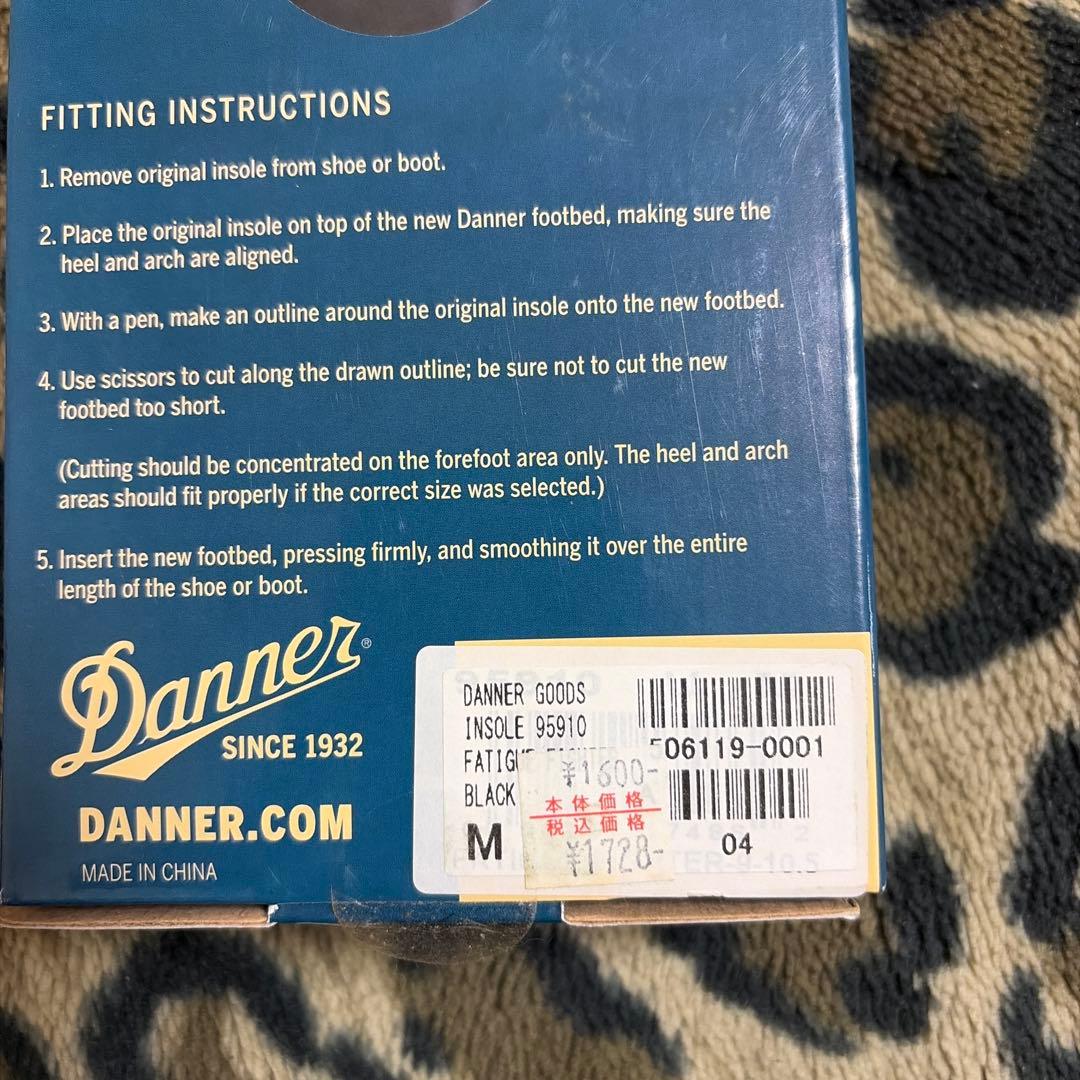 FITTING INSTRUCTIONS
1. Remove original insole from shoe or boot.
2. Place the original insole on top of the new Danner footbed, making sure the
heel and arch are aligned.
3. With a pen, make an outline around the original insole onto the new footbed.
4. Use scissors to cut along the drawn outline; be sure not to cut the new
footbed too short.
(Cutting should be concentrated on the forefoot area only. The heel and arch
areas should fit properly if the correct size was selected.)
5. Insert the new footbed, pressing firmly, and smoothing it over the entire
length of the shoe or boot.
Danner®
SINCE 1932
DANNER.COM
MADE IN CHINA
DANNER GOODS
INSOLE 95910
06119-0001
BLACK
M
04
¥1600-
本体価格
税込価格
¥1728-